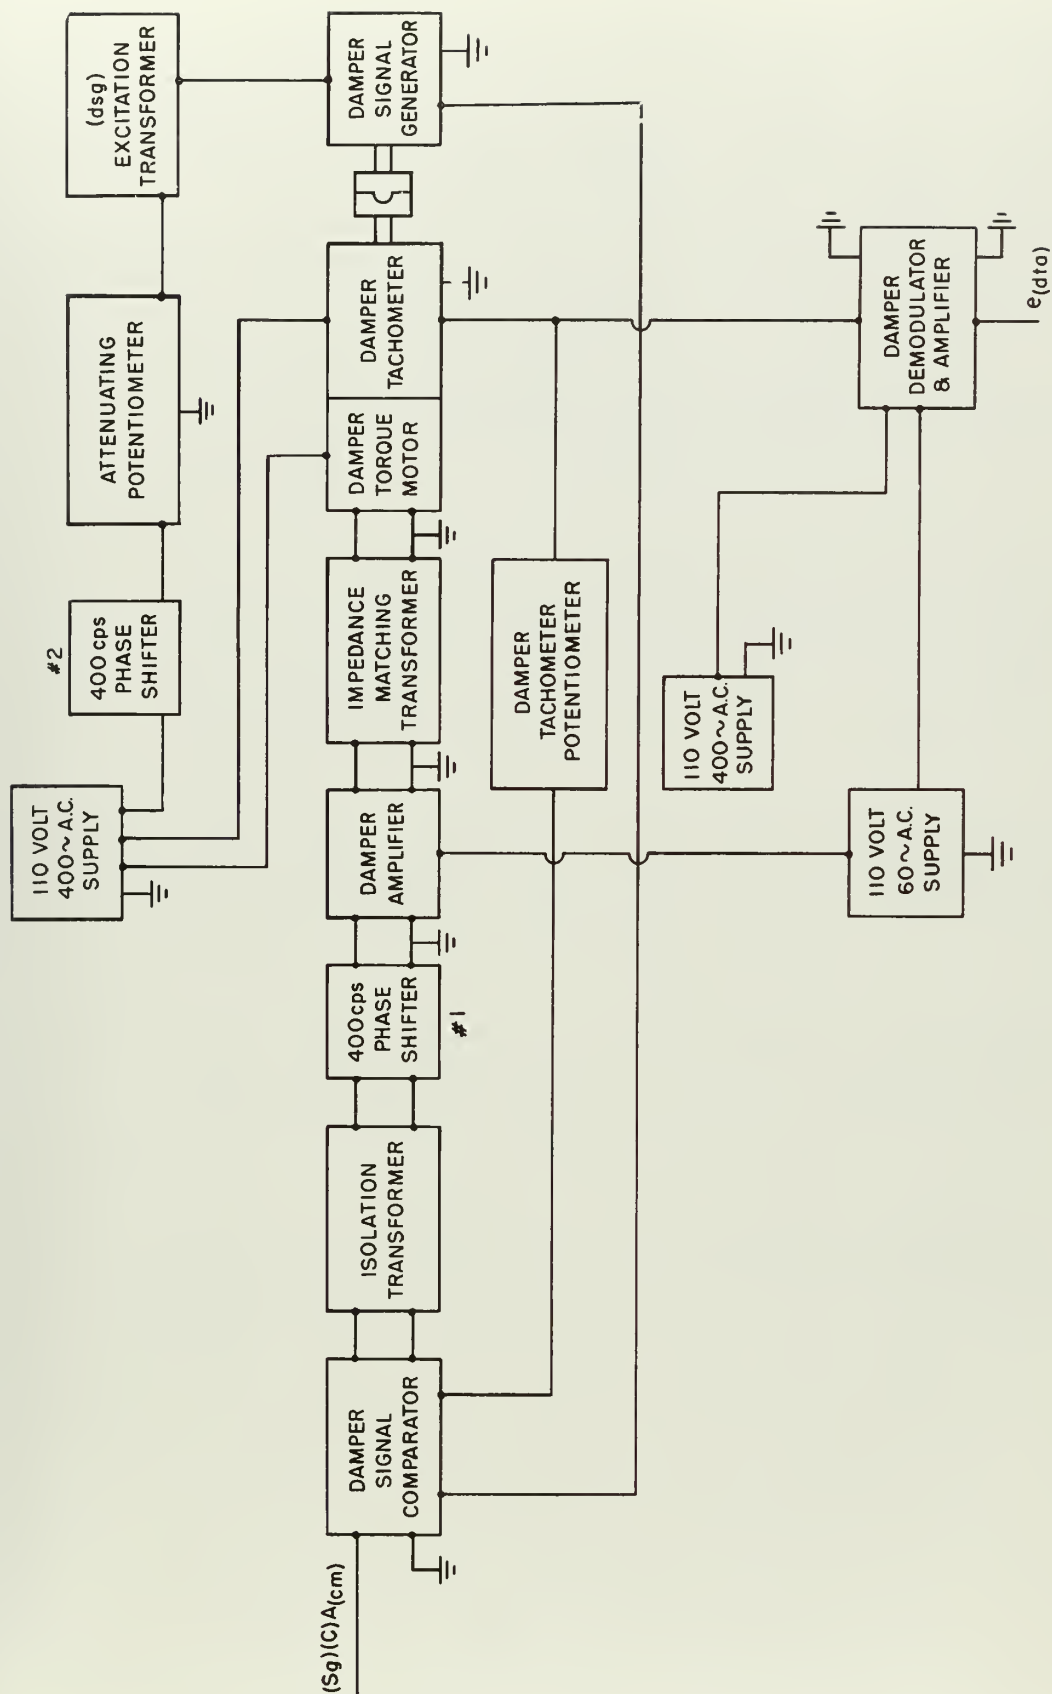 (Sg)(C)A(cm)
DAMPER
SIGNAL
COMPARATOR
ISOLATION
TRANSFORMER
400 cps
PHASE
SHIFTER
#1
DAMPER
AMPLIFIER
IMPEDANCE
MATCHING
TRANSFORMER
DAMPER
TORQUE
MOTOR
DAMPER
TACHOMETER
DAMPER
SIGNAL
GENERATOR
110 VOLT
400~A.C.
SUPPLY
#2
400 cps
PHASE
SHIFTER
ATTENUATING
POTENTIOMETER
(dsg)
EXCITATION
TRANSFORMER
DAMPER
TACHOMETER
POTENTIOMETER
110 VOLT
400~A.C.
SUPPLY
110 VOLT
60~A.C.
SUPPLY
DAMPER
DEMODULATOR
& AMPLIFIER
e(dta)